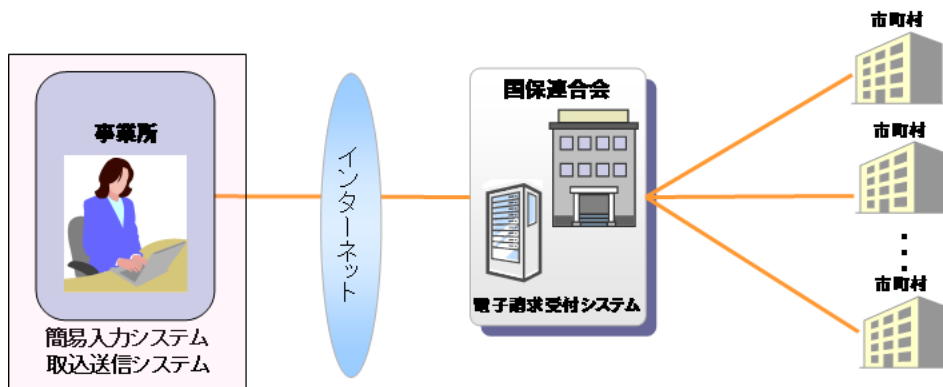 事業所
簡易入力システム
取込送信システム
インターネット
国保連合会
電子請求受付システム
市町村
市町村
市町村